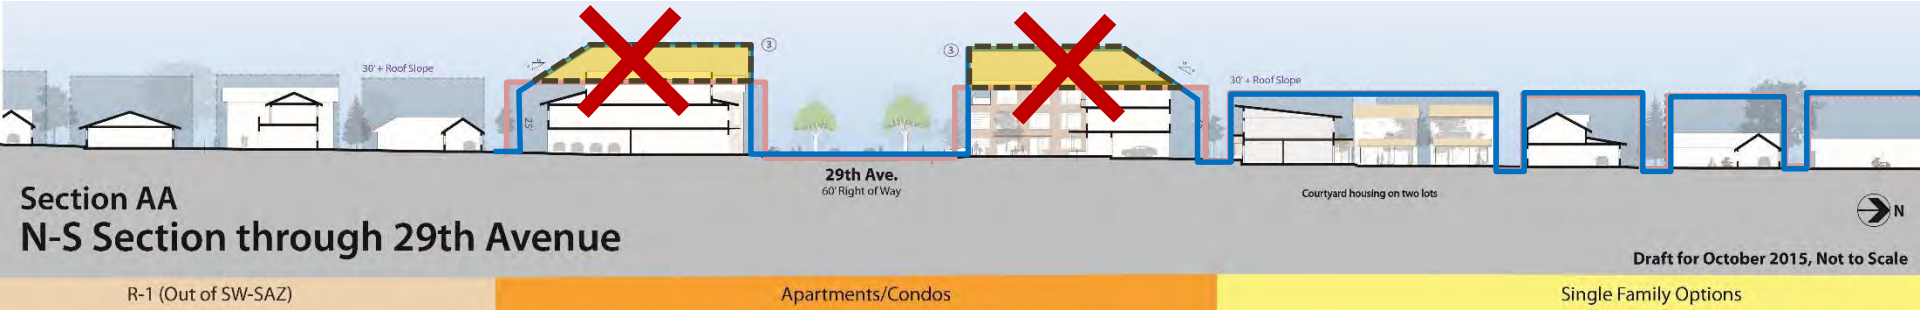 3
3
30' + Roof Slope
30' + Roof Slope
25'
29th Ave.
60' Right of Way
Section AA
N-S Section through 29th Avenue
Courtyard housing on two lots
N
Draft for October 2015, Not to Scale
R-1 (Out of SW-SAZ)
Apartments/Condos
Single Family Options